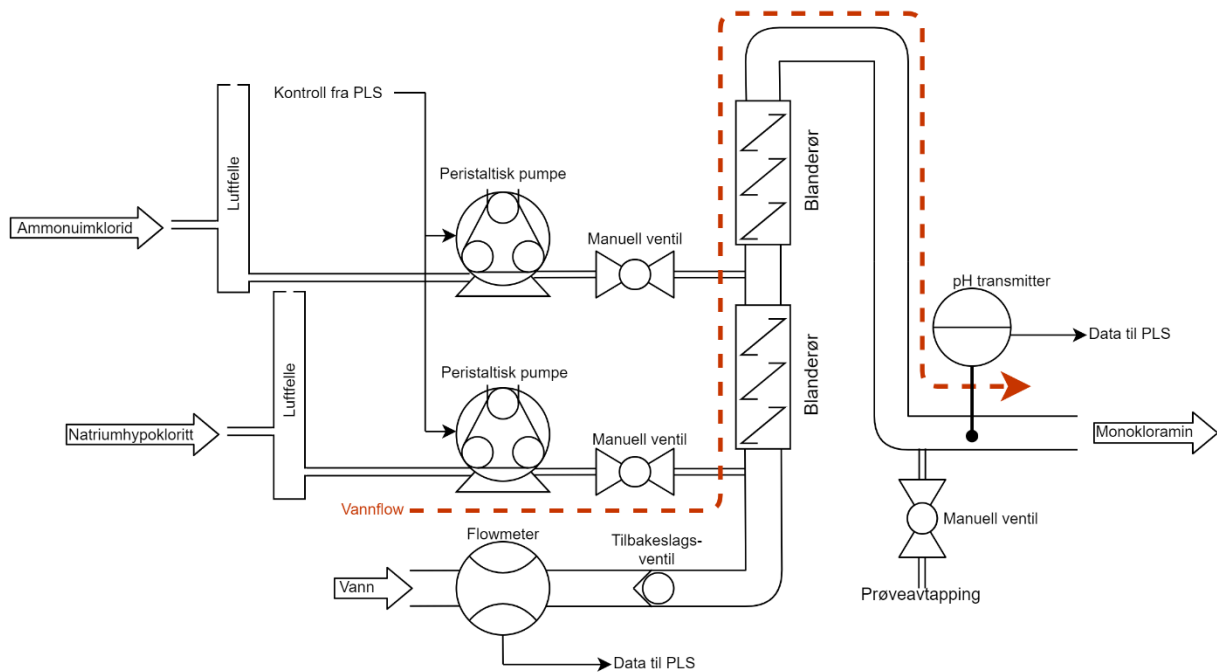 Kontroll fra PLS
Luftfelle
Peristaltisk pumpe
Blanderør
Ammonuimklorid
Manuell ventil
pH transmitter
Data til PLS
Luftfelle
Peristaltisk pumpe
Blanderør
Natriumhypokloritt
Manuell ventil
Monokloramin
Vannflow
Manuell ventil
Flowmeter
Tilbakeslags-
ventil
Vann
Prøveavtapping
Data til PLS